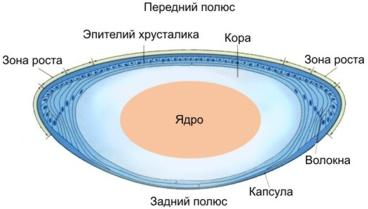 Передний полюс
Эпителий хрусталика
Кора
Зона роста
Зона роста
Ядро
Волокна
Капсула
Задний полюс